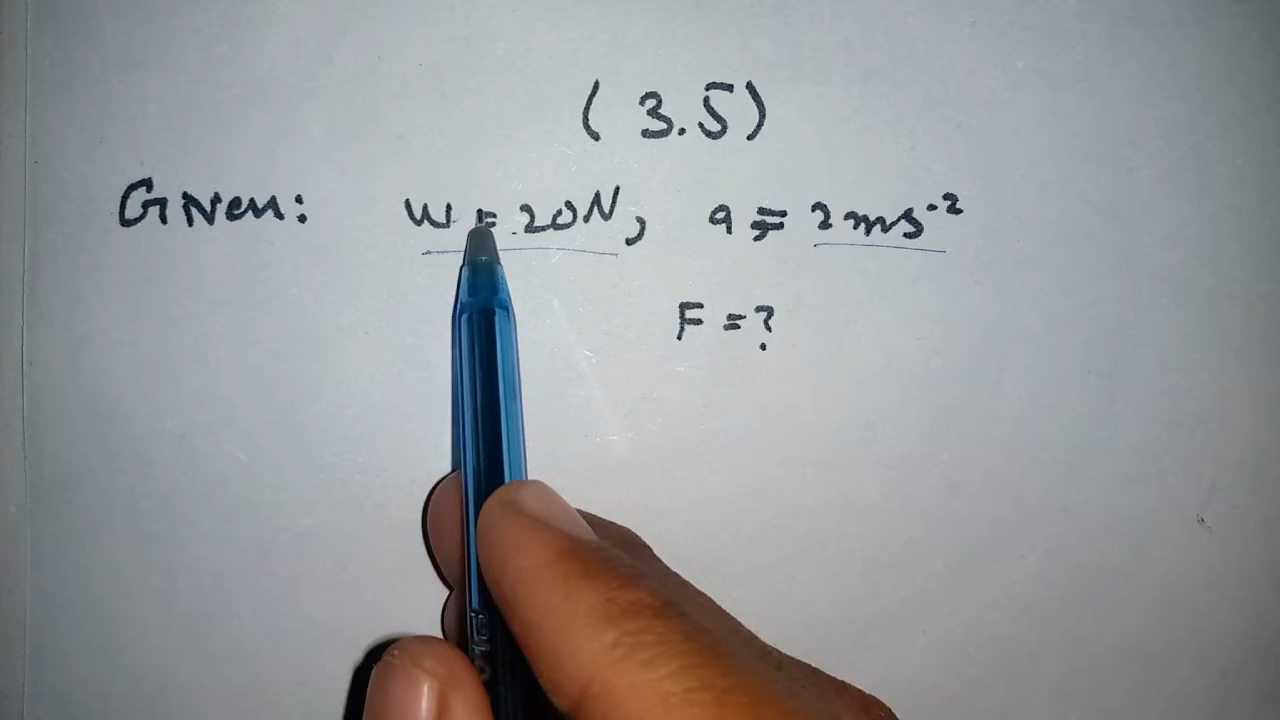 (3.5)
Given: W = 20N, a = 2ms⁻²
F = ?